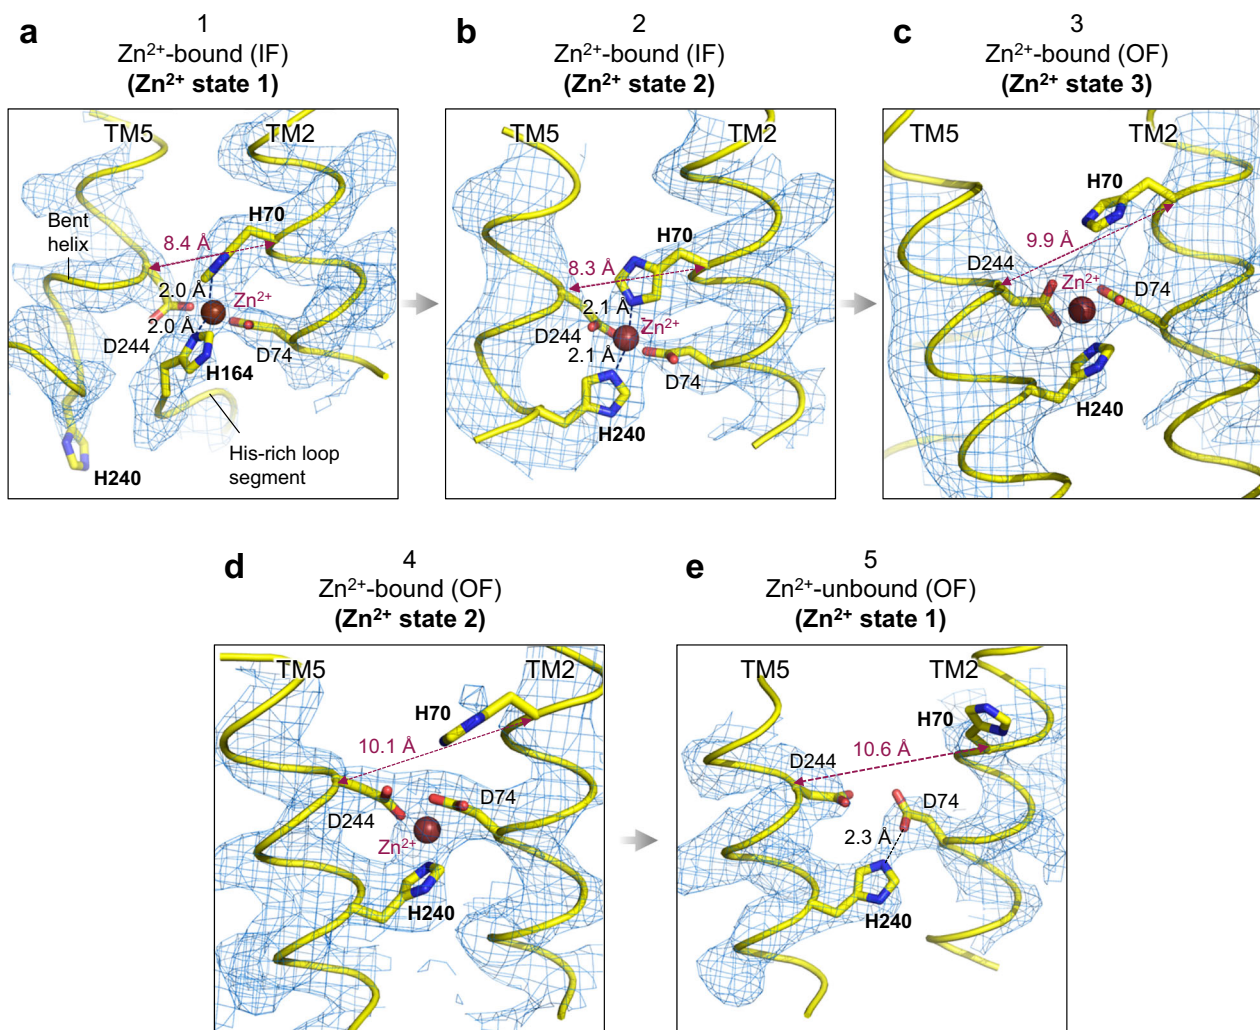 a
1
Zn²⁺-bound (IF)
(Zn²⁺ state 1)
TM5
TM2
Bent
helix
H70
8.4 Å
2.0 Å
Zn²⁺
2.0 Å
D244
D74
H164
His-rich loop
segment
H240
b
2
Zn²⁺-bound (IF)
(Zn²⁺ state 2)
TM5
TM2
H70
8.3 Å
2.1 Å
Zn²⁺
D244
2.1 Å
D74
H240
c
3
Zn²⁺-bound (OF)
(Zn²⁺ state 3)
TM5
TM2
H70
9.9 Å
D244
Zn²⁺
D74
H240
d
4
Zn²⁺-bound (OF)
(Zn²⁺ state 2)
TM5
TM2
H70
10.1 Å
D244
D74
Zn²⁺
H240
e
5
Zn²⁺-unbound (OF)
(Zn²⁺ state 1)
TM5
TM2
H70
10.6 Å
D244
D74
2.3 Å
H240